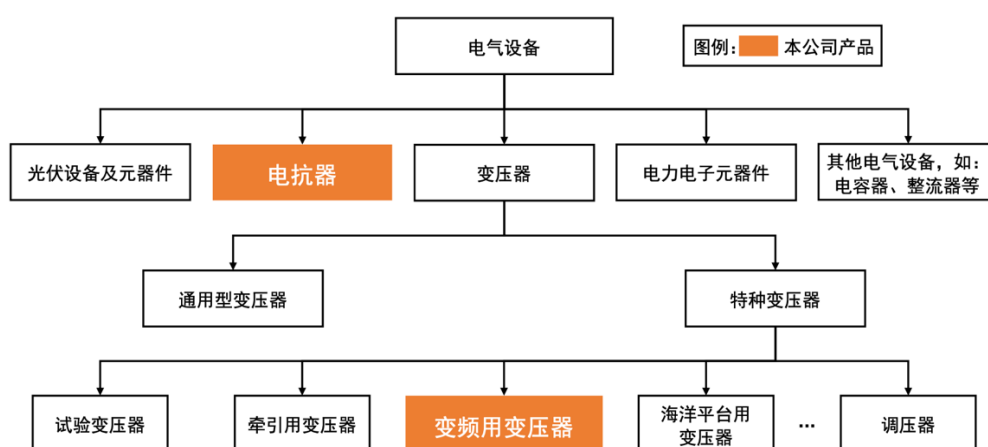 电气设备
图例：
本公司产品
光伏设备及元器件
电抗器
变压器
电力电子元器件
其他电气设备，如：
电容器、整流器等
通用型变压器
特种变压器
试验变压器
牵引用变压器
变频用变压器
海洋平台用
变压器
...
调压器